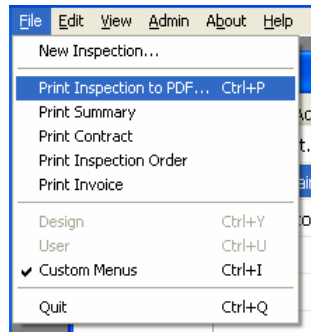 File Edit View Admin About Help
New Inspection...
Print Inspection to PDF... Ctrl+P
Print Summary
Print Contract
Print Inspection Order
Print Invoice
Design Ctrl+Y
User Ctrl+U
Custom Menus Ctrl+I
Quit Ctrl+Q